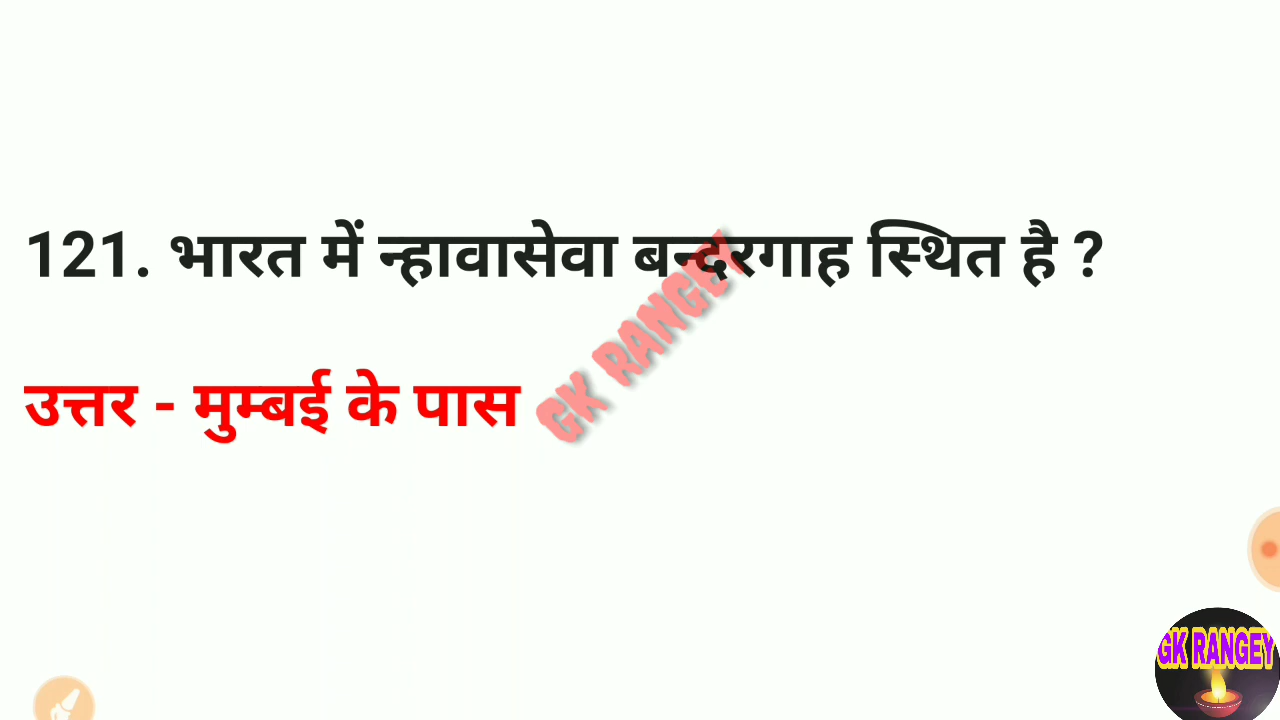 121. भारत में न्हावासेवा बन्दरगाह स्थित है ?
उत्तर - मुम्बई के पास
GK RANGEY
GK RANGEY